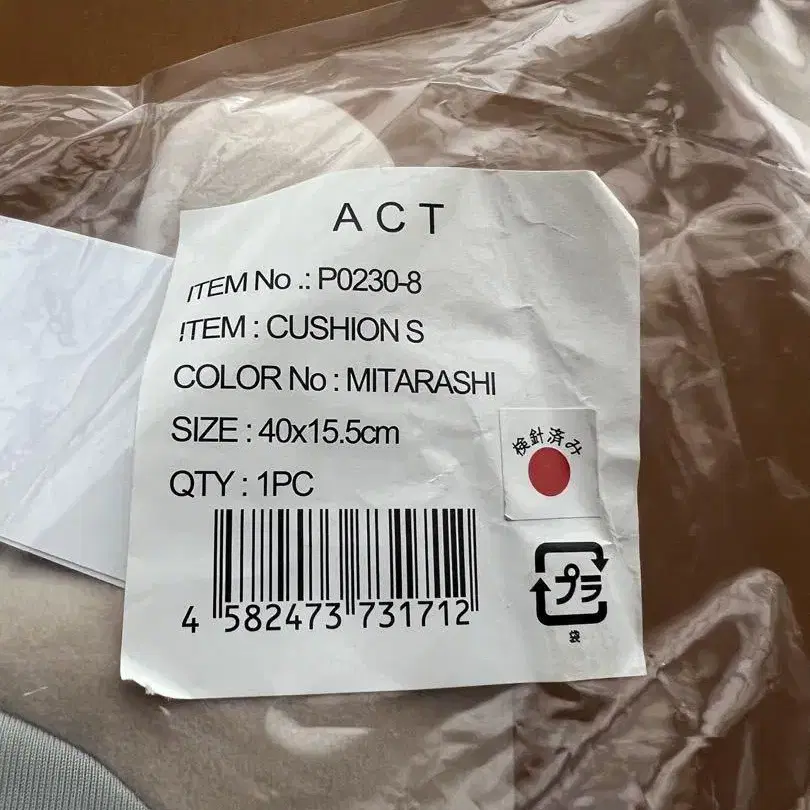 ACT
ITEM No .: P0230-8
ITEM : CUSHION S
COLOR No : MITARASHI
SIZE : 40x15.5cm
QTY : 1PC
検針済み
4 582473 731712
プラ
袋